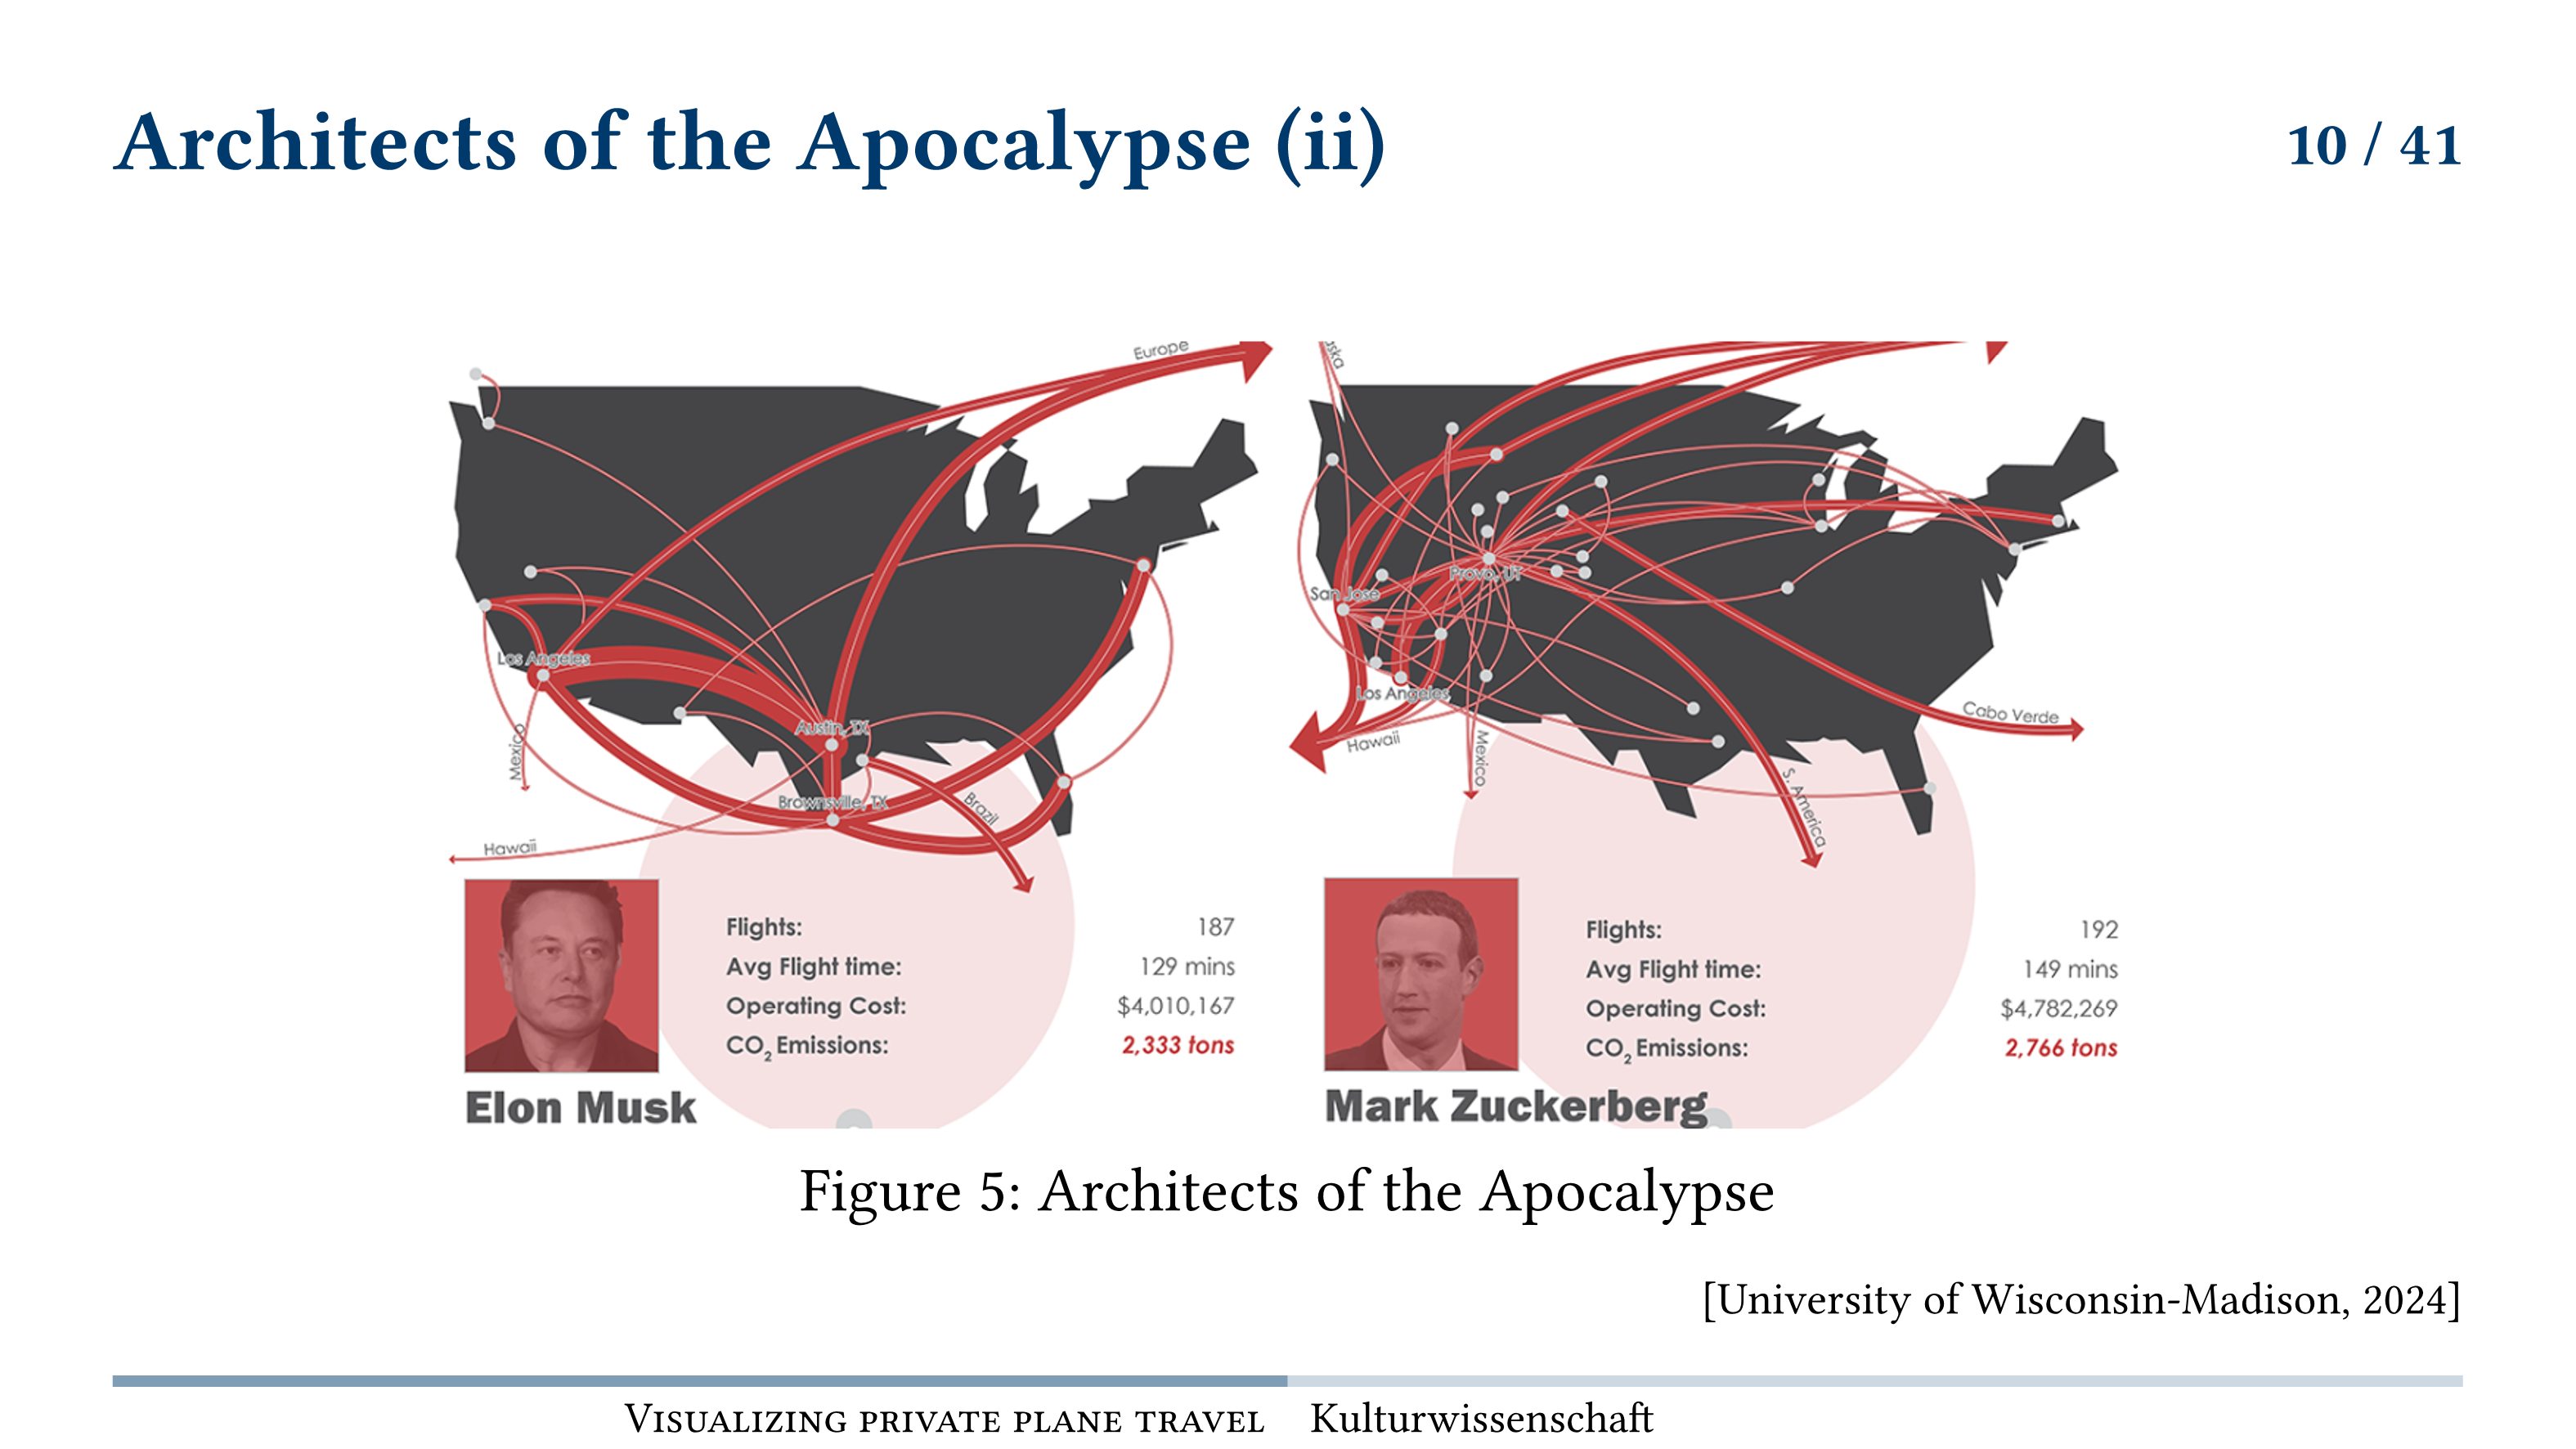 Architects of the Apocalypse (ii)
10 / 41
Europe
Los Angeles
Austin, TX
Brownsville, TX
Mexico
Hawaii
Brazil
Flights: 187
Avg Flight time: 129 mins
Operating Cost: $4,010,167
CO2 Emissions: 2,333 tons
Elon Musk
San Jose
Provo, UT
Los Angeles
Hawaii
Mexico
S. America
Cabo Verde
Flights: 192
Avg Flight time: 149 mins
Operating Cost: $4,782,269
CO2 Emissions: 2,766 tons
Mark Zuckerberg
Figure 5: Architects of the Apocalypse
[University of Wisconsin-Madison, 2024]
Visualizing private plane travel Kulturwissenschaft